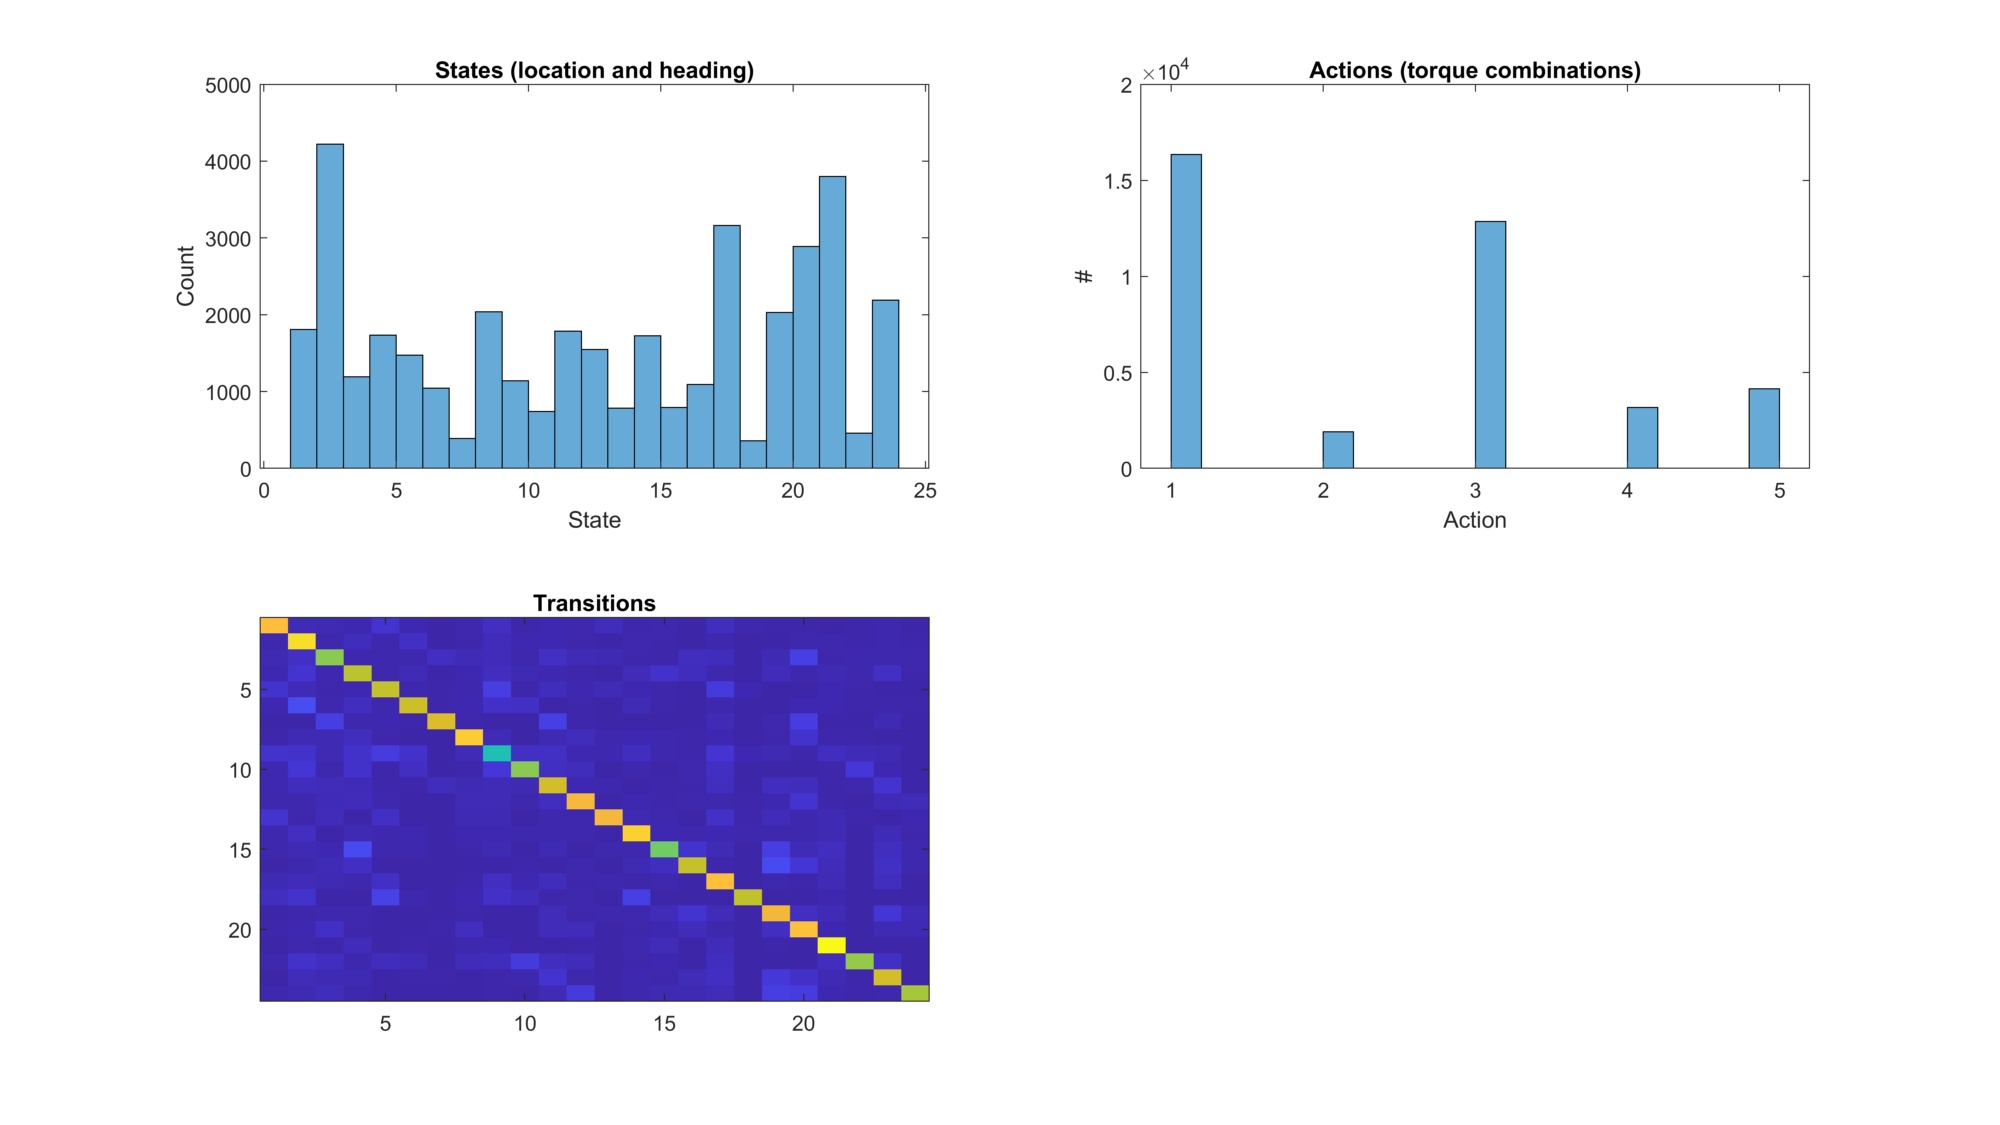 States (location and heading)
5000
4000
3000
2000
1000
0
Count
0 5 10 15 20 25
State
Actions (torque combinations)
×10⁴
2
1.5
1
0.5
0
#
1 2 3 4 5
Action
Transitions
5
10
15
20
5 10 15 20